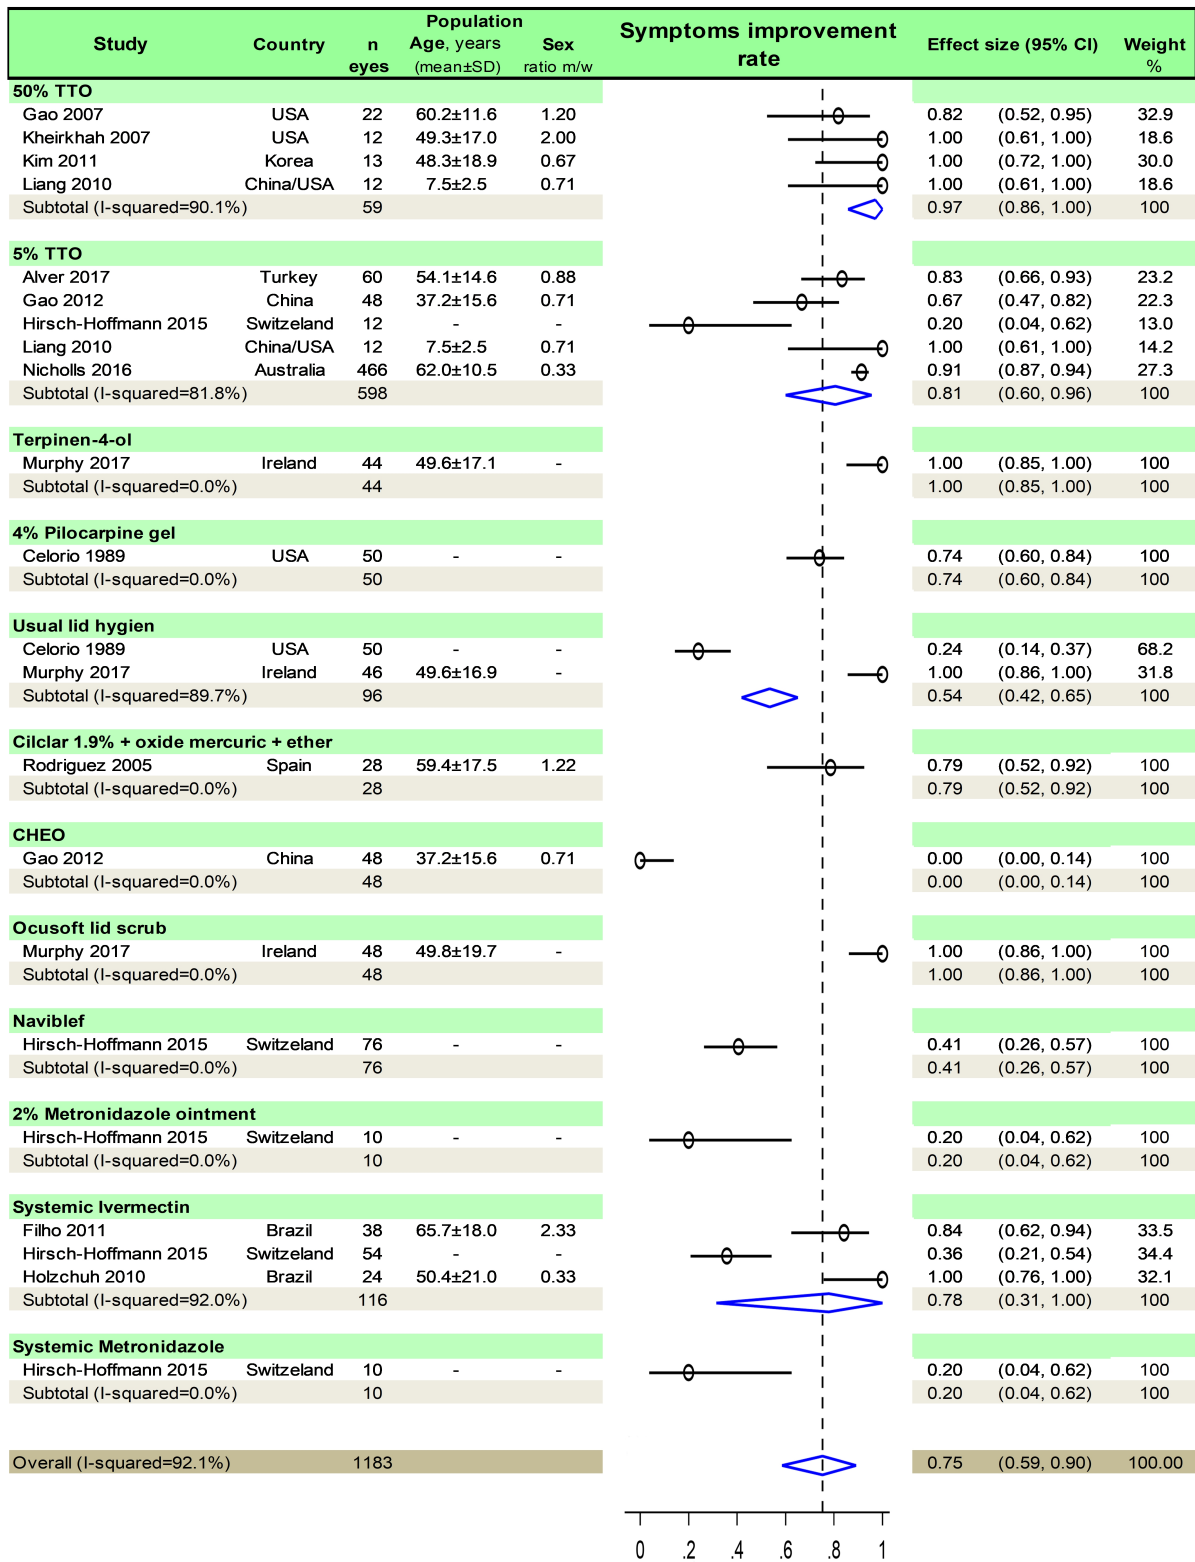 Study Country n eyes Population Age, years (mean±SD) Sex ratio m/w Symptoms improvement rate Effect size (95% CI) Weight %
50% TTO
Gao 2007 USA 22 60.2±11.6 1.20 0.82 (0.52, 0.95) 32.9
Kheirkhah 2007 USA 12 49.3±17.0 2.00 1.00 (0.61, 1.00) 18.6
Kim 2011 Korea 13 48.3±18.9 0.67 1.00 (0.72, 1.00) 30.0
Liang 2010 China/USA 12 7.5±2.5 0.71 1.00 (0.61, 1.00) 18.6
Subtotal (I-squared=90.1%) 59 0.97 (0.86, 1.00) 100
5% TTO
Alver 2017 Turkey 60 54.1±14.6 0.88 0.83 (0.66, 0.93) 23.2
Gao 2012 China 48 37.2±15.6 0.71 0.67 (0.47, 0.82) 22.3
Hirsch-Hoffmann 2015 Switzeland 12 - - 0.20 (0.04, 0.62) 13.0
Liang 2010 China/USA 12 7.5±2.5 0.71 1.00 (0.61, 1.00) 14.2
Nicholls 2016 Australia 466 62.0±10.5 0.33 0.91 (0.87, 0.94) 27.3
Subtotal (I-squared=81.8%) 598 0.81 (0.60, 0.96) 100
Terpinen-4-ol
Murphy 2017 Ireland 44 49.6±17.1 - 1.00 (0.85, 1.00) 100
Subtotal (I-squared=0.0%) 44 1.00 (0.85, 1.00) 100
4% Pilocarpine gel
Celorio 1989 USA 50 - - 0.74 (0.60, 0.84) 100
Subtotal (I-squared=0.0%) 50 0.74 (0.60, 0.84) 100
Usual lid hygien
Celorio 1989 USA 50 - - 0.24 (0.14, 0.37) 68.2
Murphy 2017 Ireland 46 49.6±16.9 - 1.00 (0.86, 1.00) 31.8
Subtotal (I-squared=89.7%) 96 0.54 (0.42, 0.65) 100
Cilclar 1.9% + oxide mercuric + ether
Rodriguez 2005 Spain 28 59.4±17.5 1.22 0.79 (0.52, 0.92) 100
Subtotal (I-squared=0.0%) 28 0.79 (0.52, 0.92) 100
CHEO
Gao 2012 China 48 37.2±15.6 0.71 0.00 (0.00, 0.14) 100
Subtotal (I-squared=0.0%) 48 0.00 (0.00, 0.14) 100
Ocusoft lid scrub
Murphy 2017 Ireland 48 49.8±19.7 - 1.00 (0.86, 1.00) 100
Subtotal (I-squared=0.0%) 48 1.00 (0.86, 1.00) 100
Naviblef
Hirsch-Hoffmann 2015 Switzeland 76 - - 0.41 (0.26, 0.57) 100
Subtotal (I-squared=0.0%) 76 0.41 (0.26, 0.57) 100
2% Metronidazole ointment
Hirsch-Hoffmann 2015 Switzeland 10 - - 0.20 (0.04, 0.62) 100
Subtotal (I-squared=0.0%) 10 0.20 (0.04, 0.62) 100
Systemic Ivermectin
Filho 2011 Brazil 38 65.7±18.0 2.33 0.84 (0.62, 0.94) 33.5
Hirsch-Hoffmann 2015 Switzeland 54 - - 0.36 (0.21, 0.54) 34.4
Holzchuh 2010 Brazil 24 50.4±21.0 0.33 1.00 (0.76, 1.00) 32.1
Subtotal (I-squared=92.0%) 116 0.78 (0.31, 1.00) 100
Systemic Metronidazole
Hirsch-Hoffmann 2015 Switzeland 10 - - 0.20 (0.04, 0.62) 100
Subtotal (I-squared=0.0%) 10 0.20 (0.04, 0.62) 100
Overall (I-squared=92.1%) 1183 0.75 (0.59, 0.90) 100.00
0 .2 .4 .6 .8 1